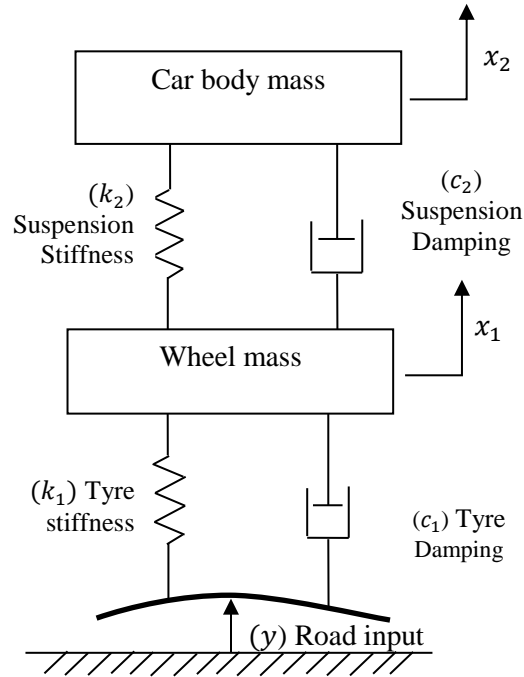 Car body mass
x₂
(k₂)
Suspension
Stiffness
(c₂)
Suspension
Damping
Wheel mass
x₁
(k₁) Tyre
stiffness
(c₁) Tyre
Damping
(y) Road input